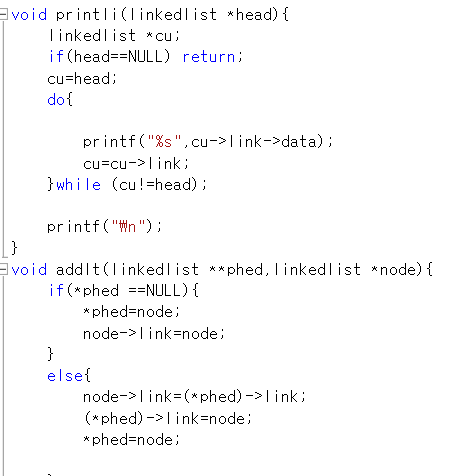 void printli(linkedlist *head){
linkedlist *cu;
if(head==NULL) return;
cu=head;
do{
printf("%s",cu->link->data);
cu=cu->link;
}while (cu!=head);
printf("₩n");
}
void addlt(linkedlist **phed,linkedlist *node){
if(*phed ==NULL){
*phed=node;
node->link=node;
}
else{
node->link=(*phed)->link;
(*phed)->link=node;
*phed=node;